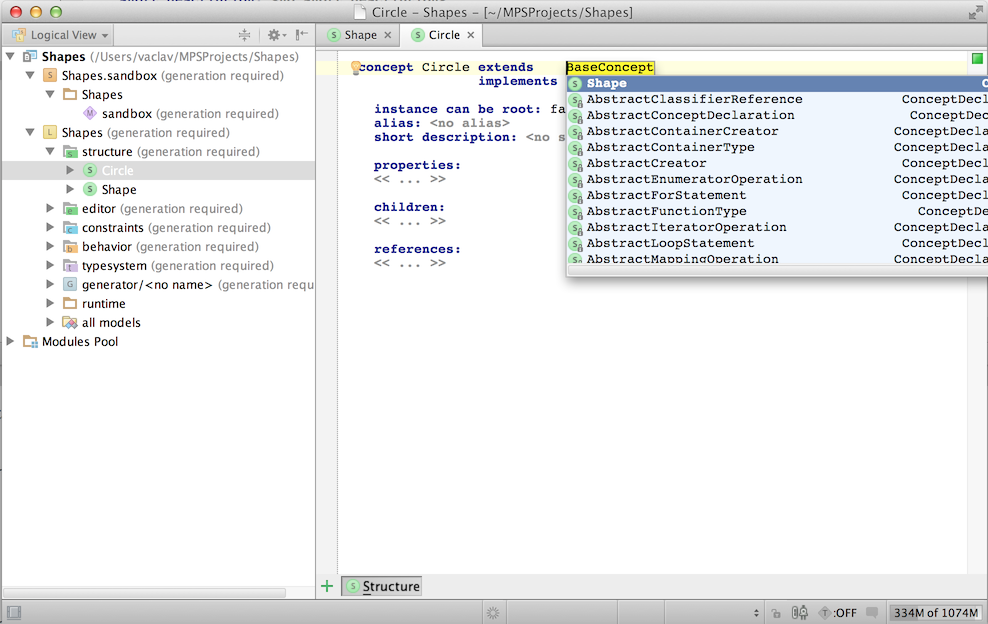 Circle – Shapes – [~/MPSProjects/Shapes]
Logical View
Shape
Circle
Shapes (/Users/vaclav/MPSProjects/Shapes)
Shapes.sandbox (generation required)
Shapes
sandbox (generation required)
Shapes (generation required)
structure (generation required)
Circle
Shape
editor (generation required)
constraints (generation required)
behavior (generation required)
typesystem (generation required)
generator/<no name> (generation requ
runtime
all models
Modules Pool
concept Circle extends BaseConcept
implements
instance can be root: fa
alias: <no alias>
short description: <no s
properties:
<< ... >>
children:
<< ... >>
references:
<< ... >>
Shape C
AbstractClassifierReference ConceptDecl
AbstractConceptDeclaration ConceptDe
AbstractContainerCreator ConceptDecla
AbstractContainerType ConceptDecla
AbstractCreator ConceptDecl
AbstractEnumeratorOperation ConceptDecl
AbstractForStatement ConceptDecl
AbstractFunctionType ConceptDe
AbstractIteratorOperation ConceptDecla
AbstractLoopStatement ConceptDecl
AbstractMappingOperation ConceptDecla
Structure
T :OFF
334M of 1074M